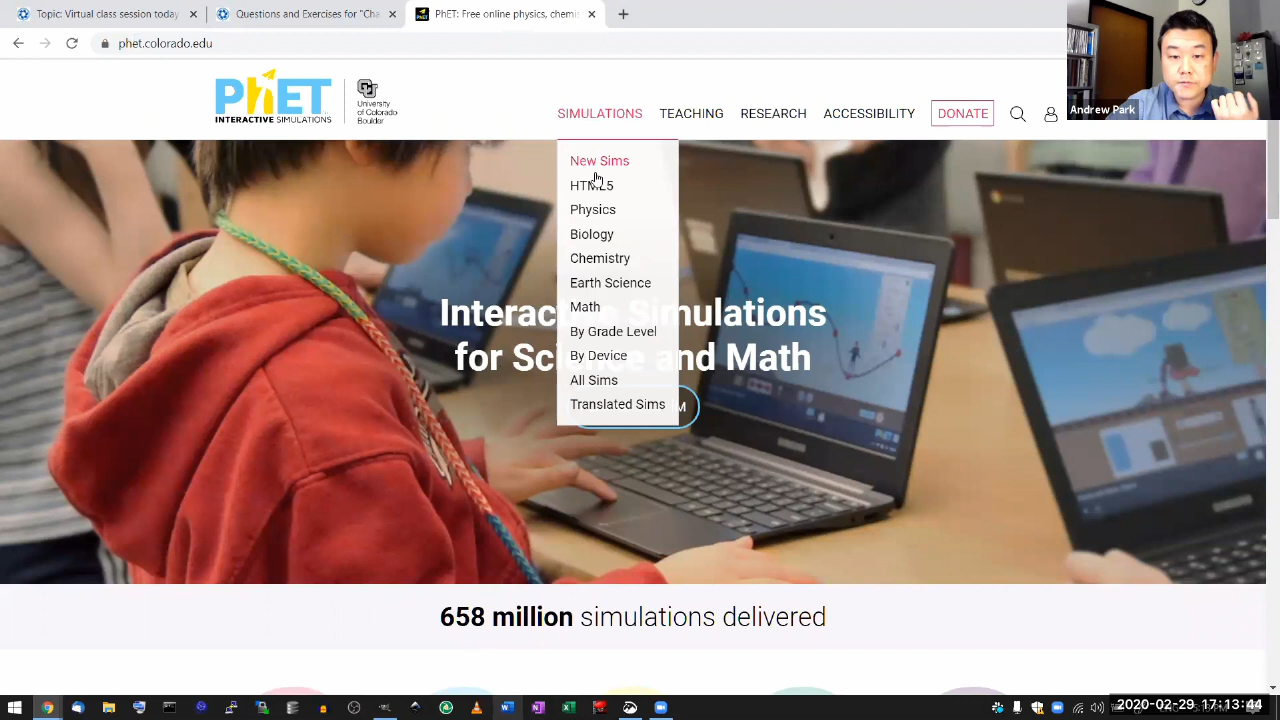 Topic: Virtual class session today
Questions and Exercises for "Cha
PhET: Free online physics, chemi
phet.colorado.edu
Andrew Park
PhET
INTERACTIVE SIMULATIONS
University
of Colorado
Boulder
SIMULATIONS TEACHING RESEARCH ACCESSIBILITY DONATE
New Sims
HTML5
Physics
Biology
Chemistry
Earth Science
Math
By Grade Level
By Device
All Sims
Translated Sims
Interactive Simulations
for Science and Math
658 million simulations delivered
2020-02-29 17:13:44